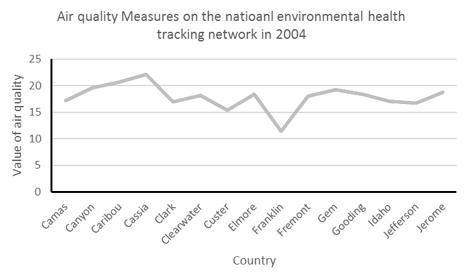 Air quality Measures on the natioanl environmental health
tracking network in 2004
Value of air quality
25
20
15
10
5
0
Camas
Canyon
Caribou
Cassia
Clark
Clearwater
Custer
Elmore
Franklin
Fremont
Gem
Gooding
Idaho
Jefferson
Jerome
Country